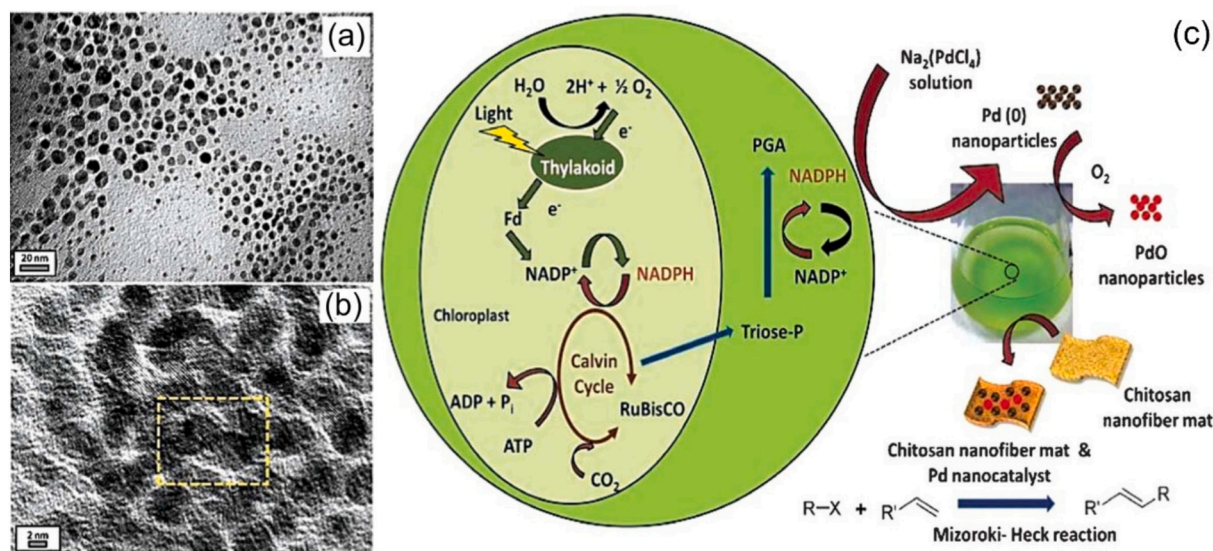 (a)
20 nm
(b)
2 nm
(c)
H₂O
2H⁺ + ½ O₂
Light
e⁻
Thylakoid
Fd
e⁻
NADP⁺
NADPH
Chloroplast
Calvin
Cycle
ADP + Pᵢ
ATP
RuBisCO
CO₂
PGA
NADPH
NADP⁺
Triose-P
Na₂(PdCl₄)
solution
Pd (0)
nanoparticles
O₂
PdO
nanoparticles
Chitosan
nanofiber mat
Chitosan nanofiber mat &
Pd nanocatalyst
R–X + R'
R' R
Mizoroki- Heck reaction